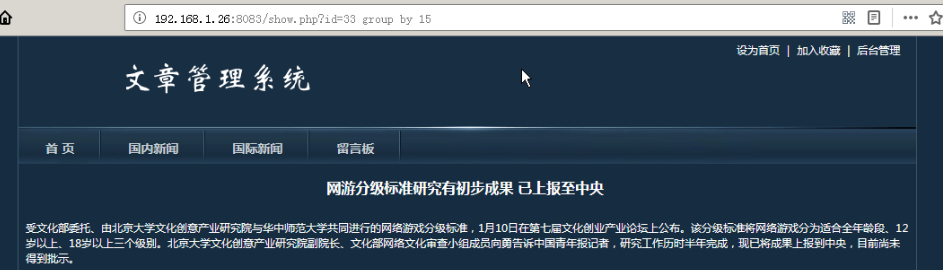 192.168.1.26:8083/show.php?id=33 group by 15
设为首页 | 加入收藏 | 后台管理
文章管理系统
首 页 国内新闻 国际新闻 留言板
网游分级标准研究有初步成果 已上报至中央
受文化部委托、由北京大学文化创意产业研究院与华中师范大学共同进行的网络游戏分级标准，1月10日在第七届文化创业产业论坛上公布。该分级标准将网络游戏分为适合全年龄段、12
岁以上、18岁以上三个级别。北京大学文化创意产业研究院副院长、文化部网络文化审查小组成员向勇告诉中国青年报记者，研究工作历时半年完成，现已将成果上报到中央，目前尚未
得到批示。